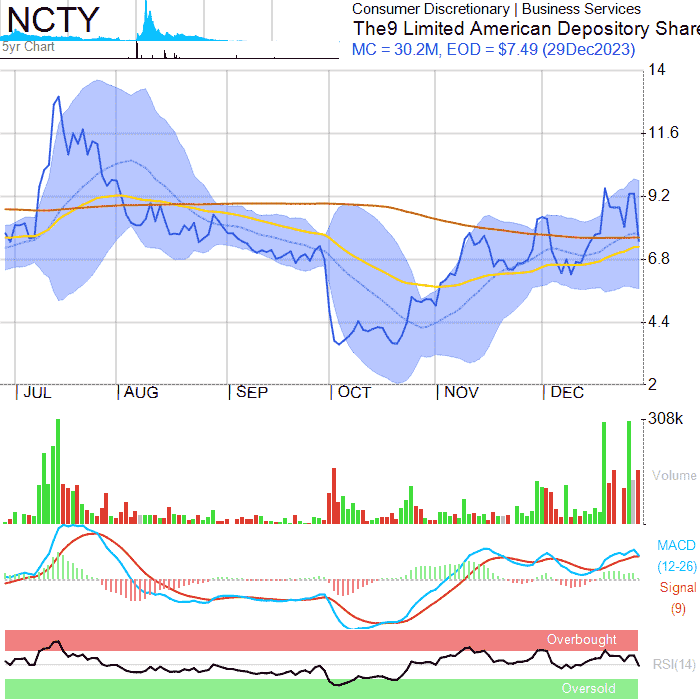 NCTY
5yr Chart
Consumer Discretionary | Business Services
The9 Limited American Depository Share
MC = 30.2M, EOD = $7.49 (29Dec2023)
14
11.6
9.2
6.8
4.4
2
JUL AUG SEP OCT NOV DEC
308k
Volume
MACD
(12-26)
Signal
(9)
Overbought
RSI(14)
Oversold